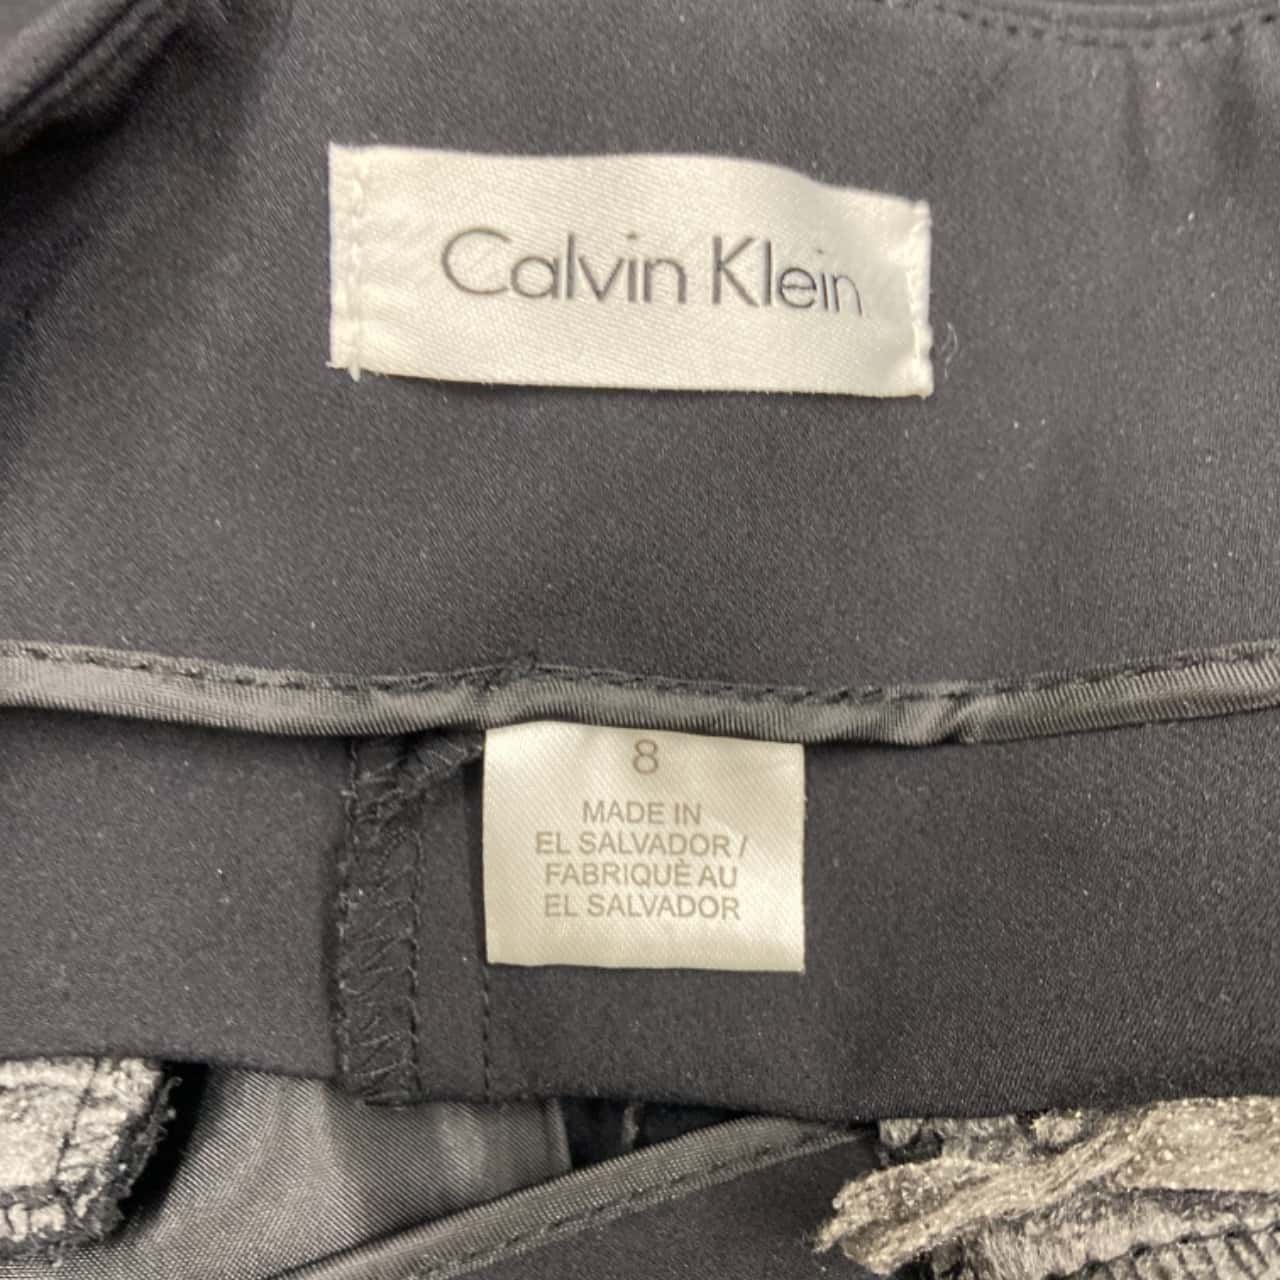 Calvin Klein
8
MADE IN
EL SALVADOR /
FABRIQUÈ AU
EL SALVADOR